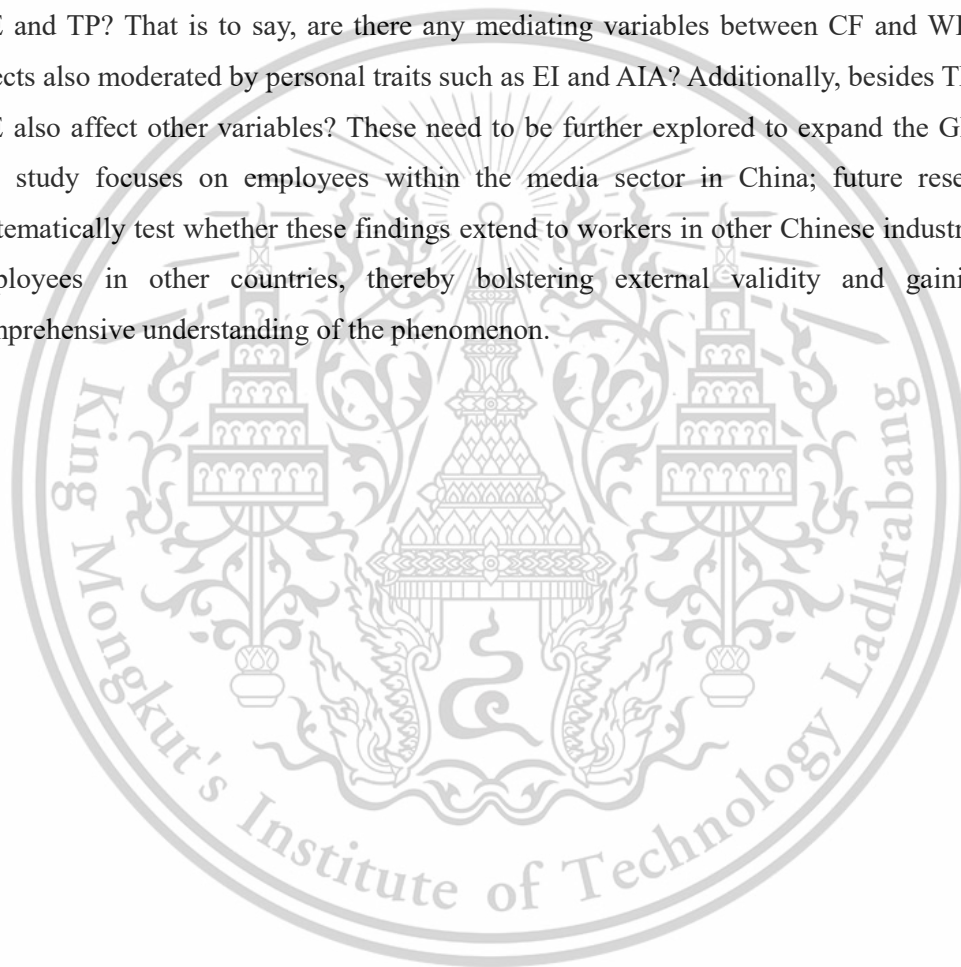 E and TP? That is to say, are there any mediating variables between CF and WI
ects also moderated by personal traits such as EI and AIA? Additionally, besides T
E also affect other variables? These need to be further explored to expand the G
study focuses on employees within the media sector in China; future rese
tematically test whether these findings extend to workers in other Chinese industr
ployees in other countries, thereby bolstering external validity and gaini
mprehensive understanding of the phenomenon.
King Mongkut's Institute of Technology Ladkrabang